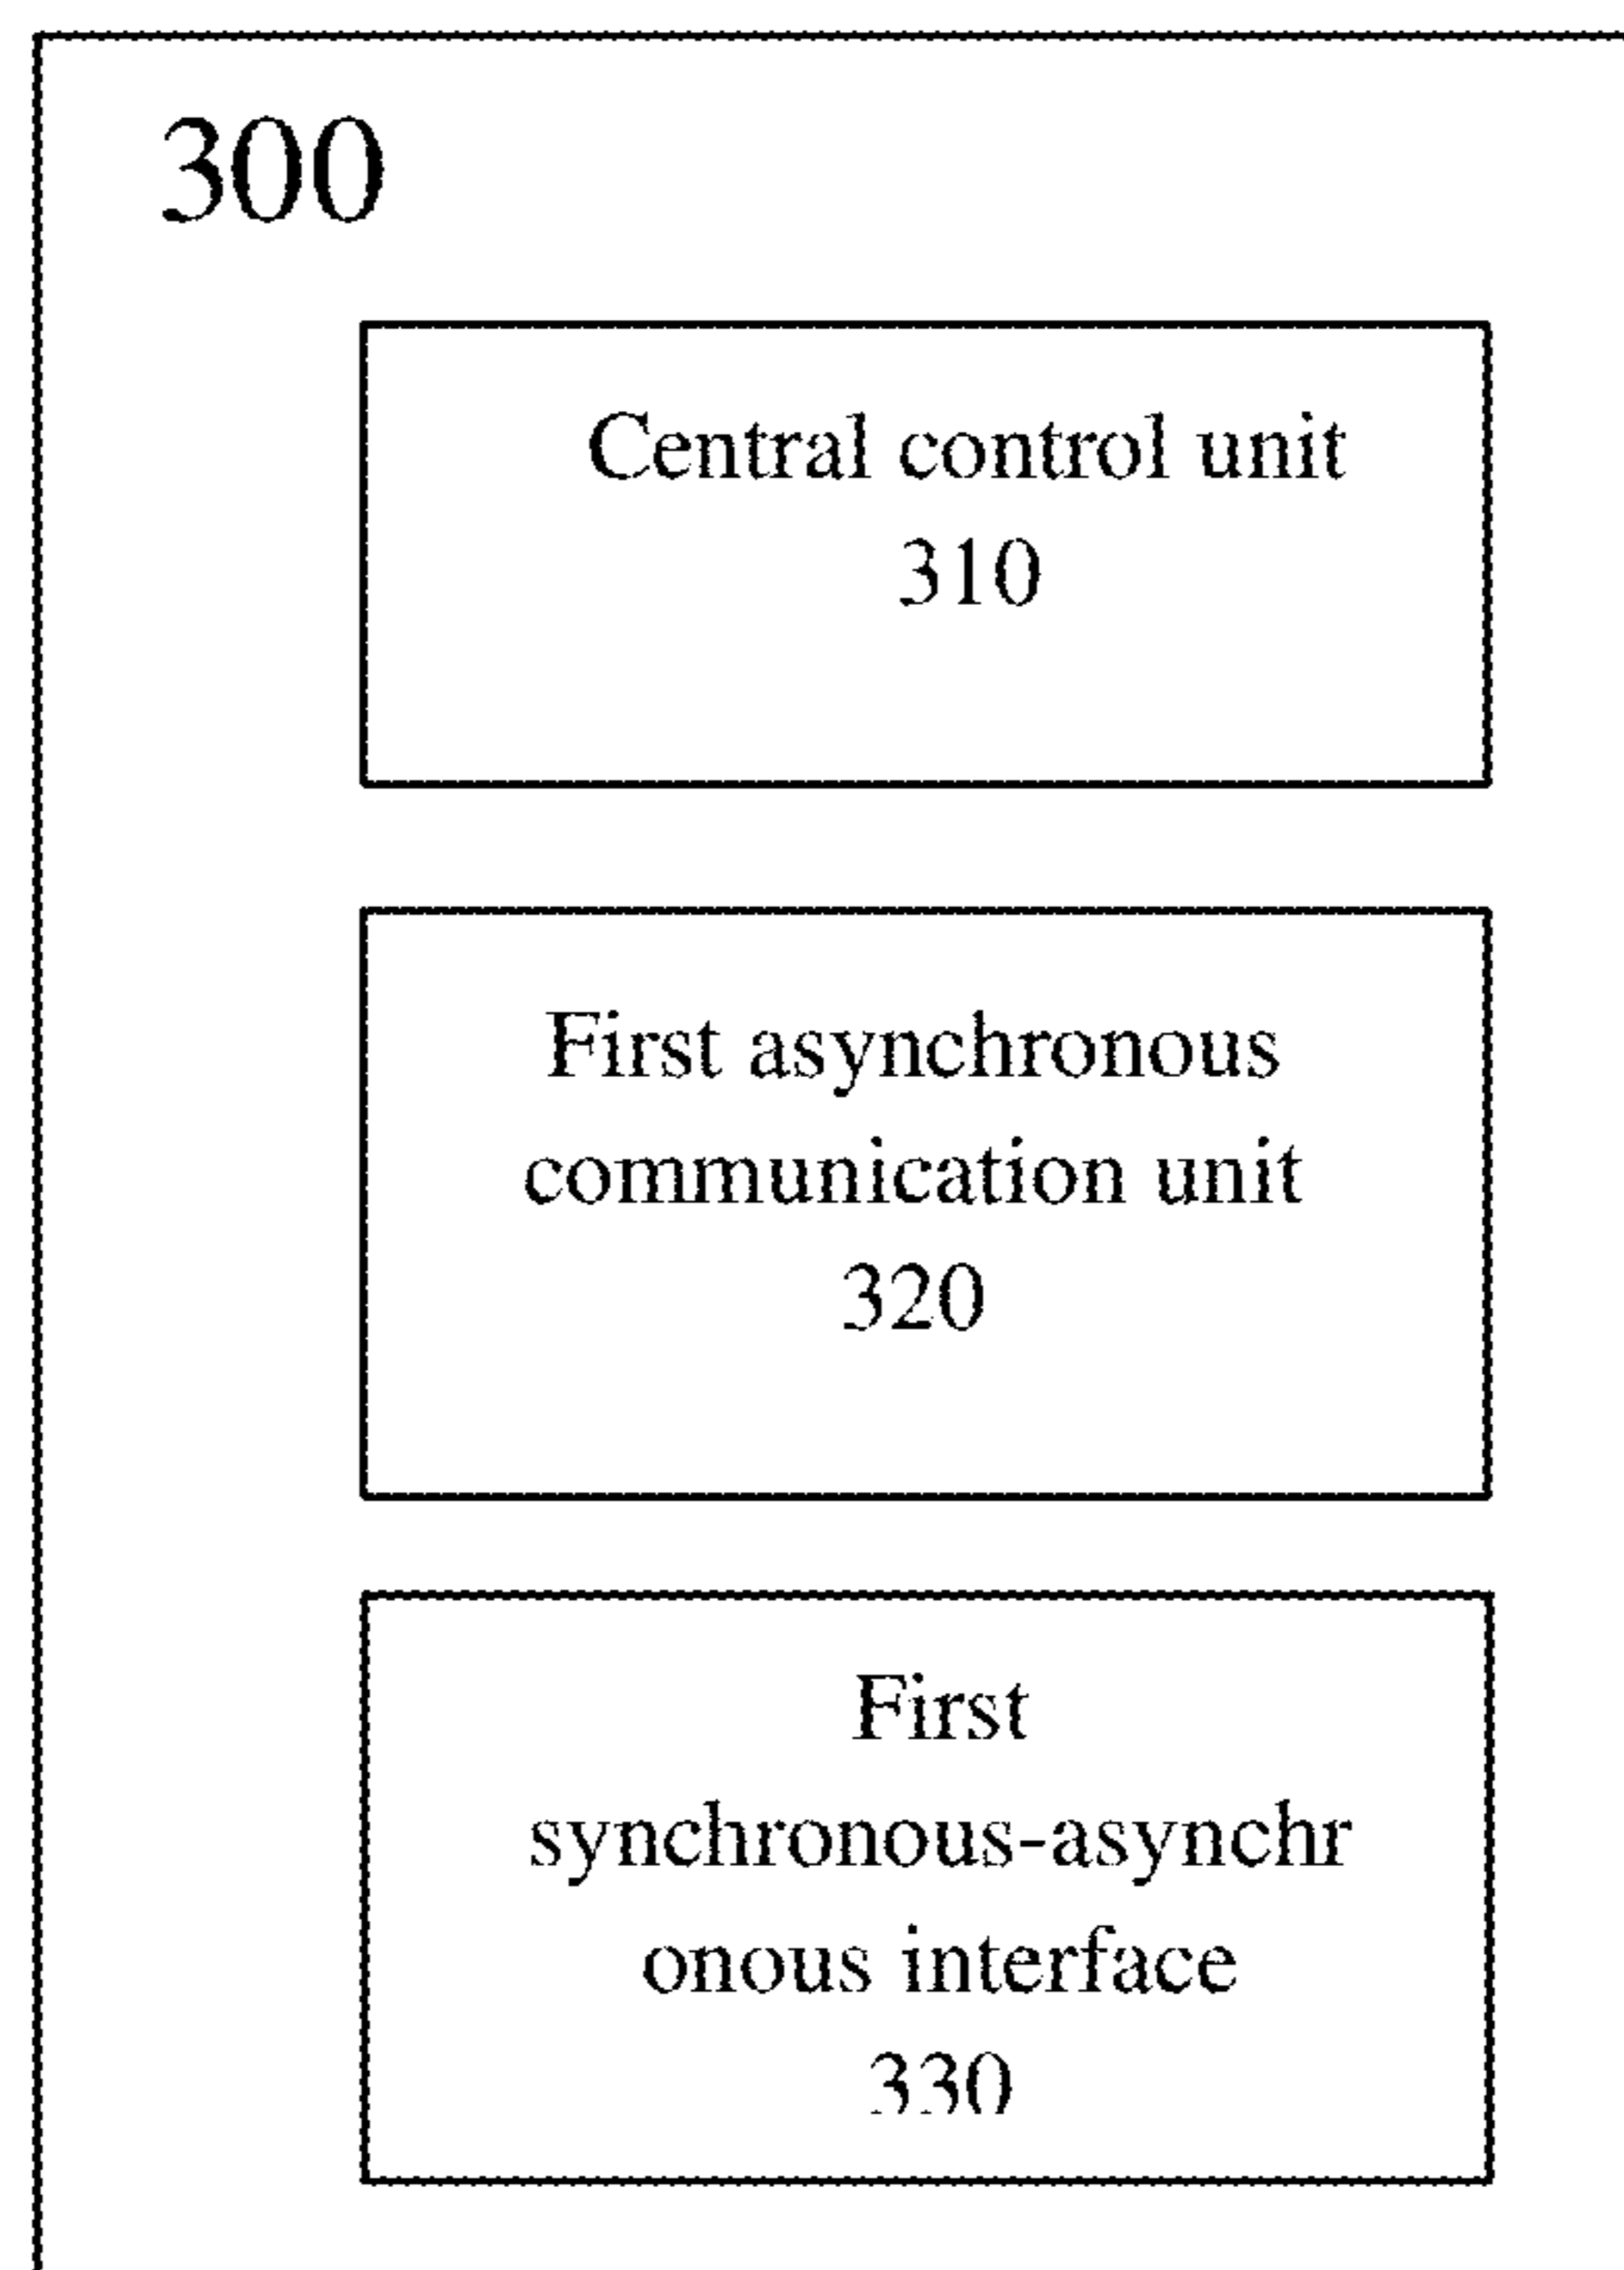 300
Central control unit
310
First asynchronous
communication unit
320
First
synchronous-asynchr
onous interface
330